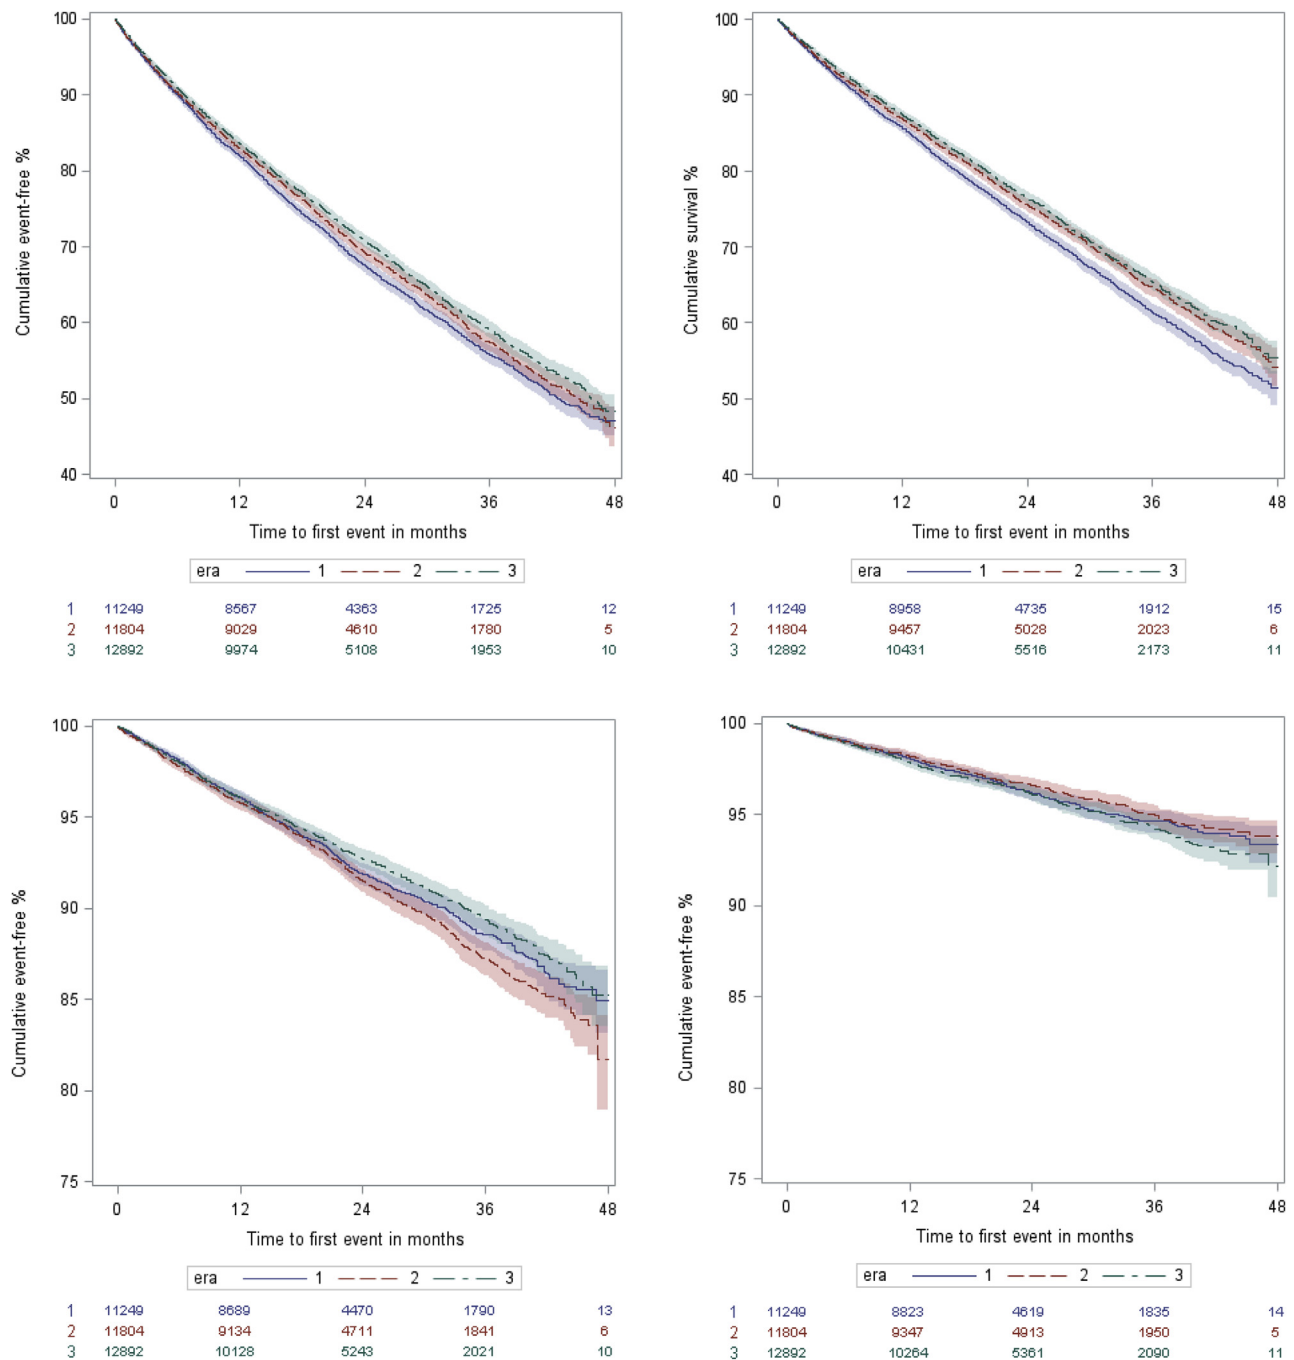 100
90
80
70
60
50
40
Cumulative event-free %
0 12 24 36 48
Time to first event in months
era 1 2 3
1 11249 8567 4363 1725 12
2 11804 9029 4610 1780 5
3 12892 9974 5108 1953 10
100
90
80
70
60
50
40
Cumulative survival %
0 12 24 36 48
Time to first event in months
era 1 2 3
1 11249 8958 4735 1912 15
2 11804 9457 5028 2023 6
3 12892 10431 5516 2173 11
100
95
90
85
80
75
Cumulative event-free %
0 12 24 36 48
Time to first event in months
era 1 2 3
1 11249 8689 4470 1790 13
2 11804 9134 4711 1841 6
3 12892 10128 5243 2021 10
100
95
90
85
80
75
Cumulative event-free %
0 12 24 36 48
Time to first event in months
era 1 2 3
1 11249 8823 4619 1835 14
2 11804 9347 4913 1950 5
3 12892 10264 5361 2090 11